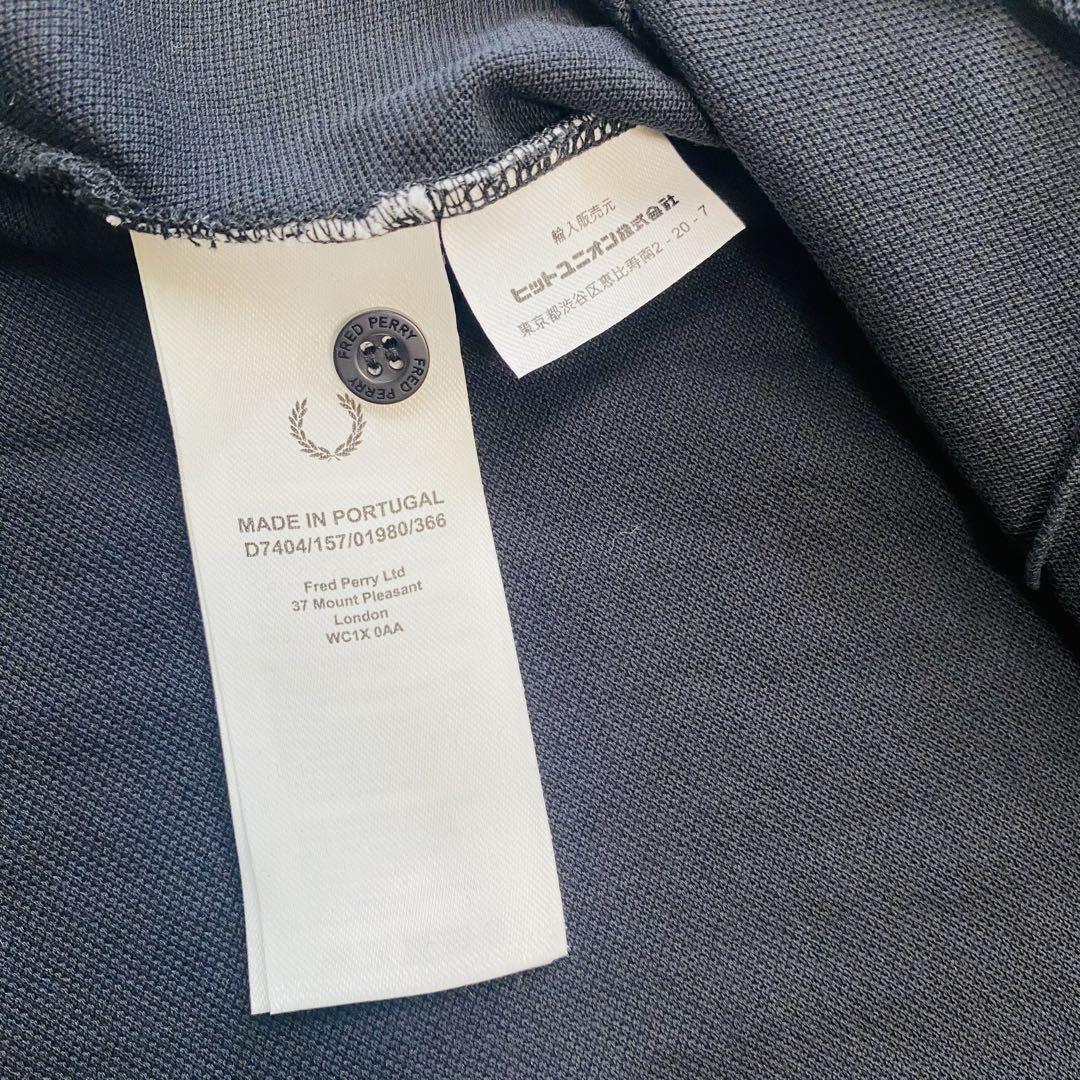 輸入販売元
ヒットユニオン株式会社
東京都渋谷区恵比寿南2-20-7
FRED PERRY
FRED PERRY
MADE IN PORTUGAL
D7404/157/01980/366
Fred Perry Ltd
37 Mount Pleasant
London
WC1X 0AA